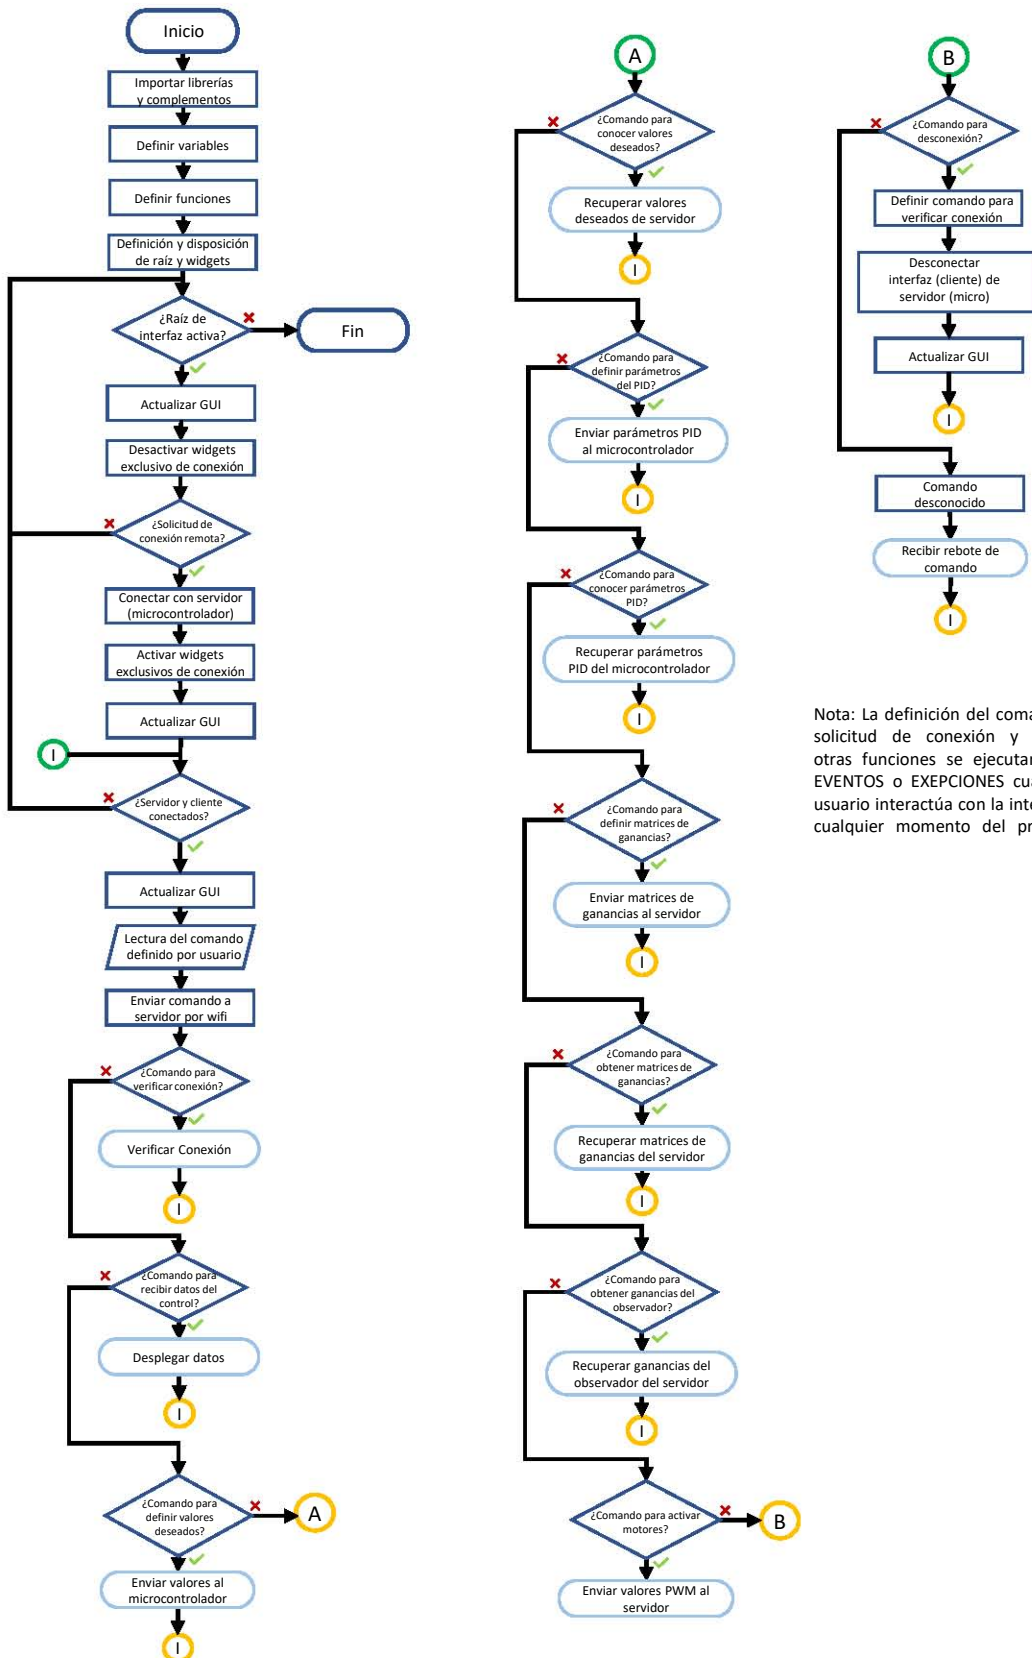 Inicio
Importar librerías
y complementos
Definir variables
Definir funciones
Definición y disposición
de raíz y widgets
¿Raíz de
interfaz activa?
Fin
Actualizar GUI
Desactivar widgets
exclusivo de conexión
¿Solicitud de
conexión remota?
Conectar con servidor
(microcontrolador)
Activar widgets
exclusivos de conexión
Actualizar GUI
I
¿Servidor y cliente
conectados?
Actualizar GUI
Lectura del comando
definido por usuario
Enviar comando a
servidor por wifi
¿Comando para
verificar conexión?
Verificar Conexión
I
¿Comando para
recibir datos del
control?
Desplegar datos
I
¿Comando para
definir valores
deseados?
A
Enviar valores al
microcontrolador
I
A
¿Comando para
conocer valores
deseados?
Recuperar valores
deseados de servidor
I
¿Comando para
definir parámetros
del PID?
Enviar parámetros PID
al microcontrolador
I
¿Comando para
conocer parámetros
PID?
Recuperar parámetros
PID del microcontrolador
I
¿Comando para
definir matrices de
ganancias?
Enviar matrices de
ganancias al servidor
I
¿Comando para
obtener matrices de
ganancias?
Recuperar matrices de
ganancias del servidor
I
¿Comando para
obtener ganancias del
observador?
Recuperar ganancias del
observador del servidor
I
¿Comando para activar
motores?
B
Enviar valores PWM al
servidor
B
¿Comando para
desconexión?
Definir comando para
verificar conexión
Desconectar
interfaz (cliente) de
servidor (micro)
Actualizar GUI
I
Comando
desconocido
Recibir rebote de
comando
I
Nota: La definición del
solicitud de conexión y
otras funciones se
EVENTOS o EXEPCIONES
usuario interactúa con la
cualquier momento del